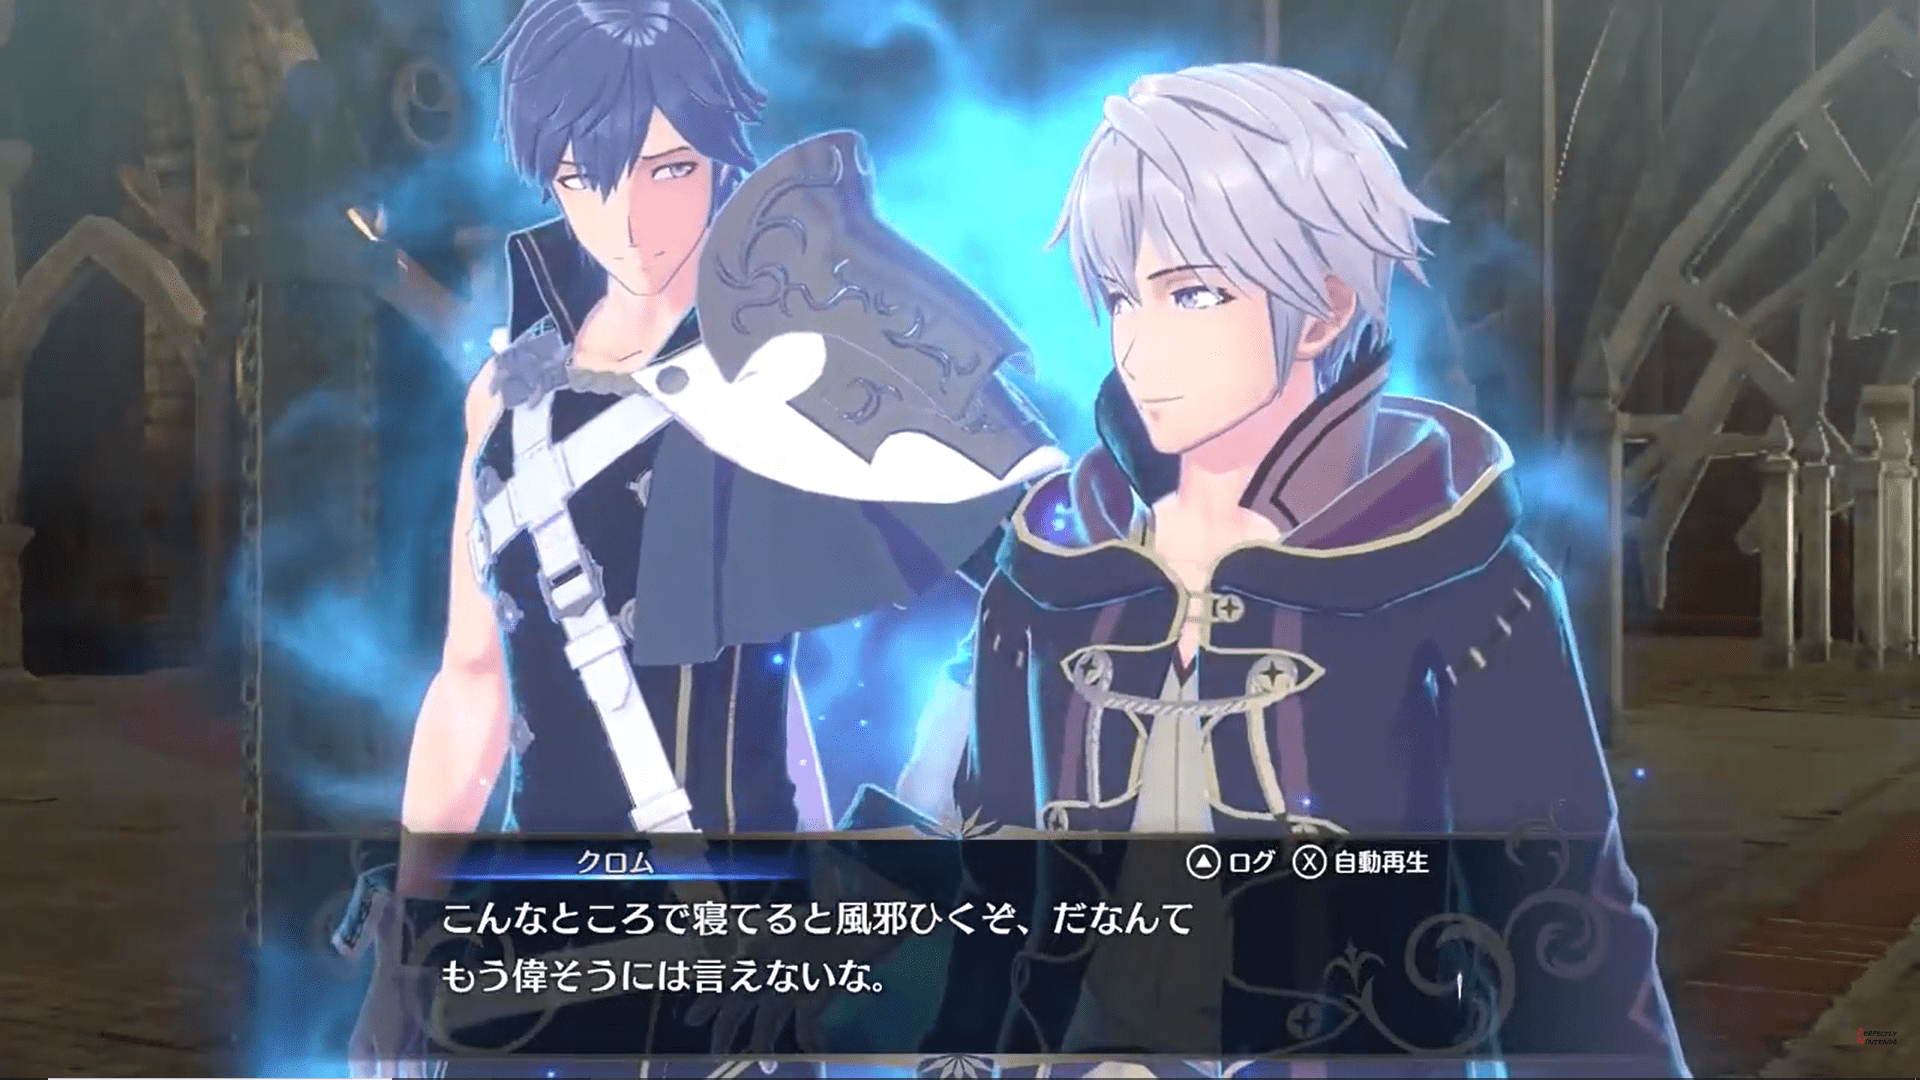 クロム
▲ ログ X 自動再生
こんなところで寝てると風邪ひくぞ、だなんて
もう偉そうには言えないな。
PERFECTLY
NINTENDO